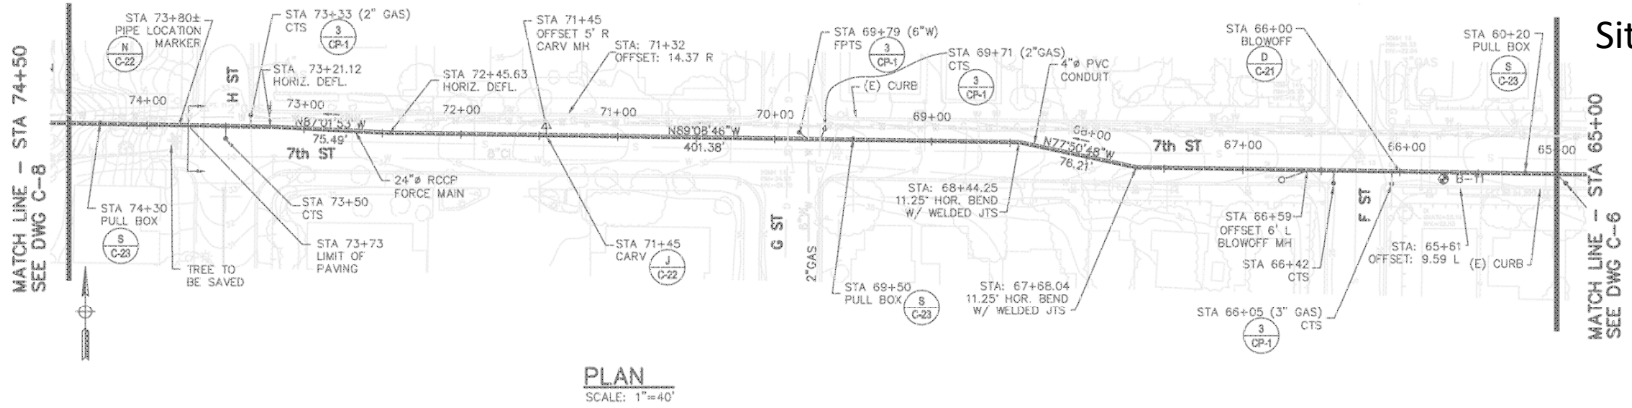 MATCH LINE - STA 74+50
SEE DWG C-8
STA 73+80±
PIPE LOCATION
MARKER
N
C-22
STA 73+33 (2" GAS)
CTS
3
CP-1
H ST
STA 73+21.12
HORIZ. DEFL.
STA 72+45.63
HORIZ. DEFL.
STA 71+45
OFFSET 5' R
CARV MH
STA: 71+32
OFFSET: 14.37 R
STA 69+79 (6"W)
FPTS
3
CP-1
STA 69+71 (2"GAS)
CTS
3
CP-1
(E) CURB
4"ø PVC
CONDUIT
STA 66+00
BLOWOFF
D
C-21
STA 60+20
PULL BOX
S
C-23
Sit
74+00
73+00
72+00
71+00
70+00
69+00
68+00
67+00
66+00
65+00
N87°01'53"W
75.49'
7th ST
N89°08'46"W
401.38'
N77°50'48"W
76.21'
7th ST
B-11
24"ø RCCP
FORCE MAIN
STA 74+30
PULL BOX
S
C-23
TREE TO
BE SAVED
STA 73+50
CTS
STA 73+73
LIMIT OF
PAVING
STA 71+45
CARV
J
C-22
G ST
6"W
2"GAS
STA 69+50
PULL BOX
S
C-23
STA: 68+44.25
11.25° HOR. BEND
W/ WELDED JTS
STA: 67+68.04
11.25° HOR. BEND
W/ WELDED JTS
STA 66+59
OFFSET 6' L
BLOWOFF MH
STA 66+42
CTS
STA 66+05 (3" GAS)
CTS
3
CP-1
F ST
STA: 65+61
OFFSET: 9.59 L
(E) CURB
MATCH LINE - STA 65+00
SEE DWG C-6
PLAN
SCALE: 1"=40'